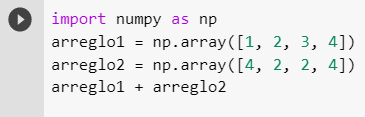 import numpy as np
arreglo1 = np.array([1, 2, 3, 4])
arreglo2 = np.array([4, 2, 2, 4])
arreglo1 + arreglo2